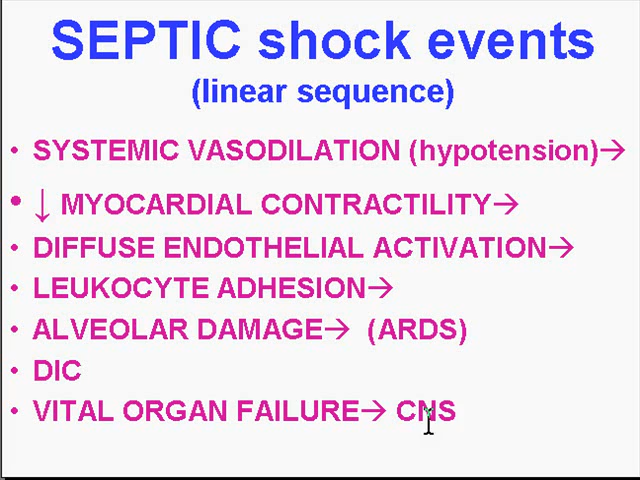 SEPTIC shock events
(linear sequence)
• SYSTEMIC VASODILATION (hypotension)→
• ↓ MYOCARDIAL CONTRACTILITY→
• DIFFUSE ENDOTHELIAL ACTIVATION→
• LEUKOCYTE ADHESION→
• ALVEOLAR DAMAGE→ (ARDS)
• DIC
• VITAL ORGAN FAILURE→ CNS